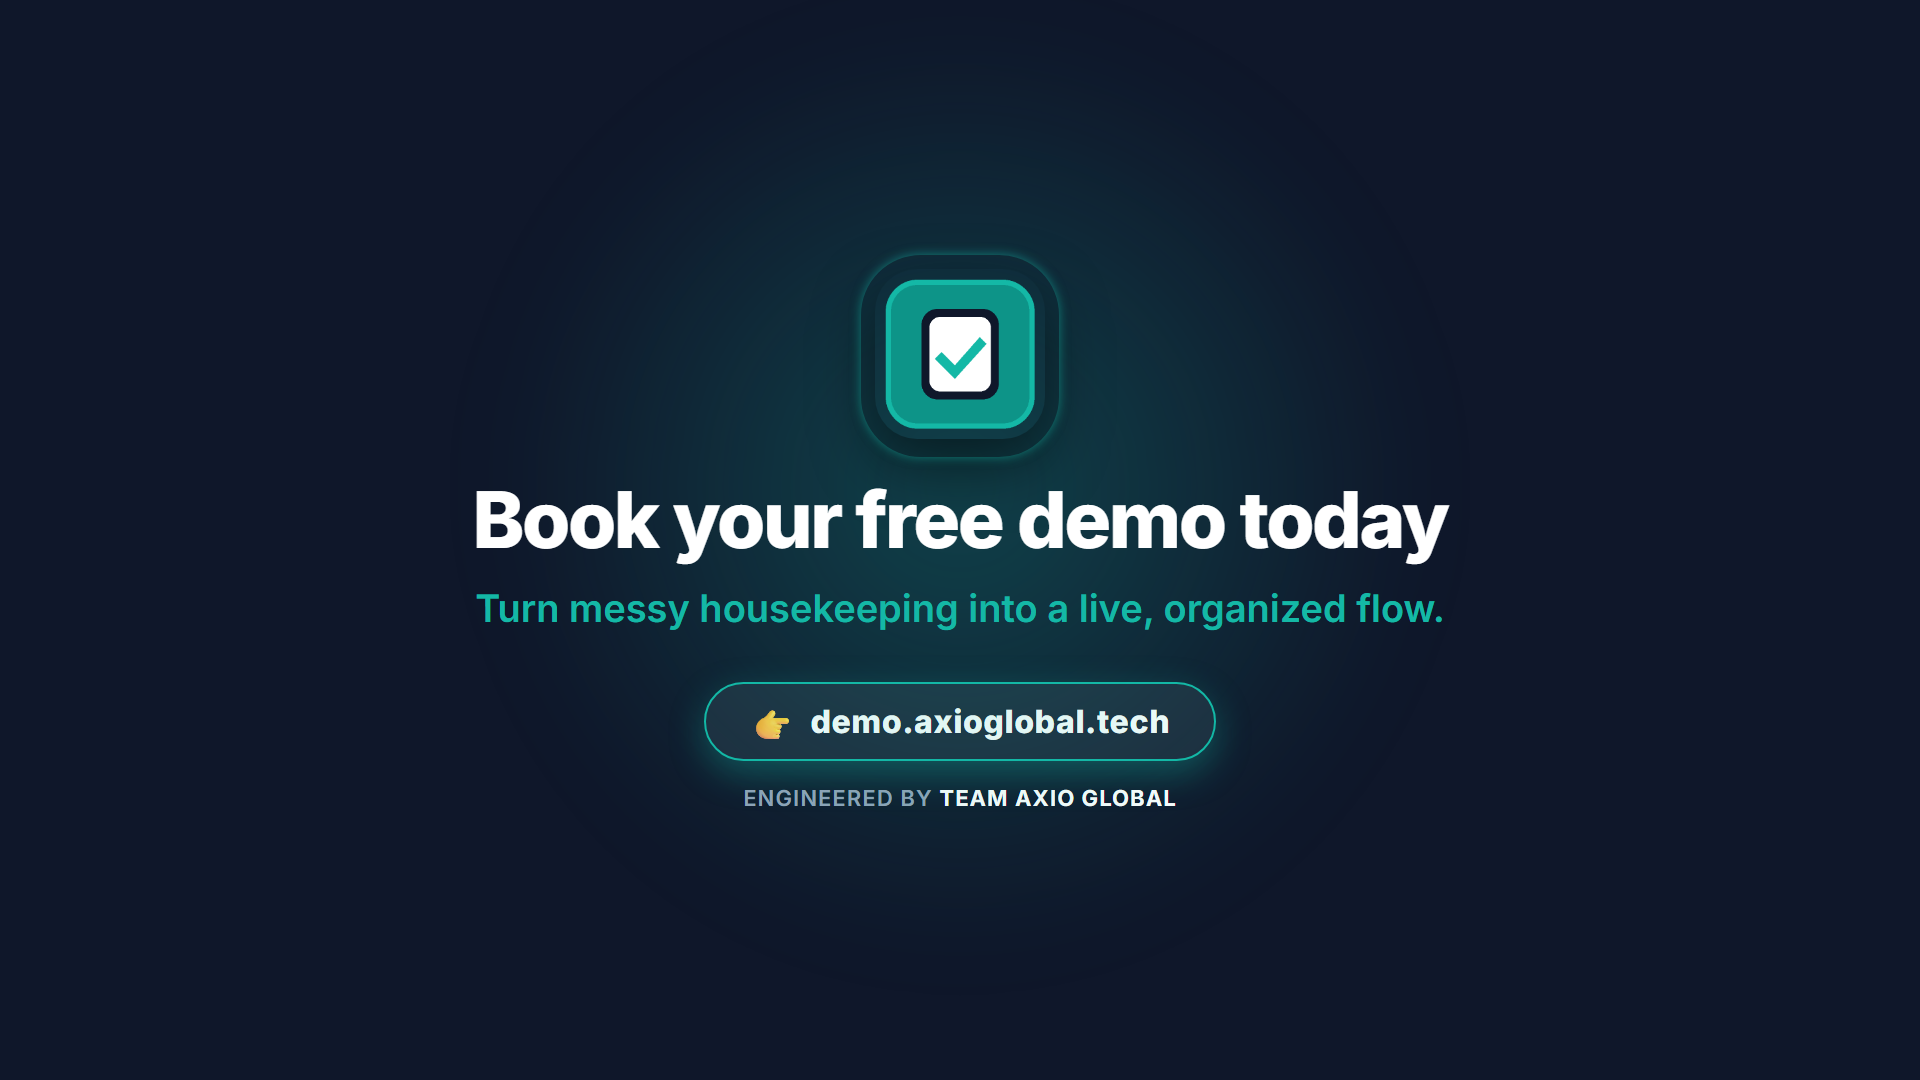 Book your free demo today
Turn messy housekeeping into a live, organized flow.
👉 demo.axioglobal.tech
ENGINEERED BY TEAM AXIO GLOBAL